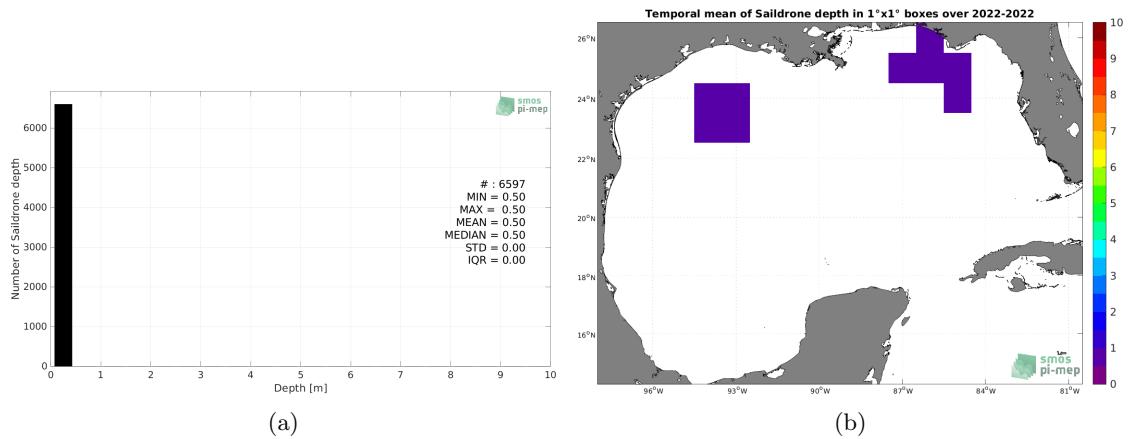 Number of Saildrone depth
6000
5000
4000
3000
2000
1000
0
0 1 2 3 4 5 6 7 8 9 10
Depth [m]
smos
pi-mep
# : 6597
MIN = 0.50
MAX = 0.50
MEAN = 0.50
MEDIAN = 0.50
STD = 0.00
IQR = 0.00
(a)
Temporal mean of Saildrone depth in 1°x1° boxes over 2022-2022
26°N
24°N
22°N
20°N
18°N
16°N
96°W 93°W 90°W 87°W 84°W 81°W
smos
pi-mep
10
9
8
7
6
5
4
3
2
1
0
(b)